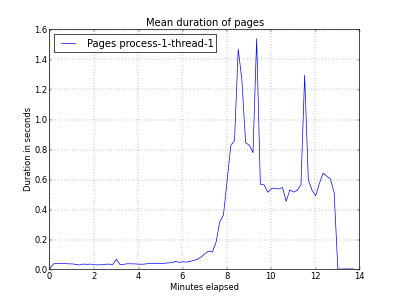 Mean duration of pages
Pages process-1-thread-1
Duration in seconds
1.6
1.4
1.2
1.0
0.8
0.6
0.4
0.2
0.0
0 2 4 6 8 10 12 14
Minutes elapsed